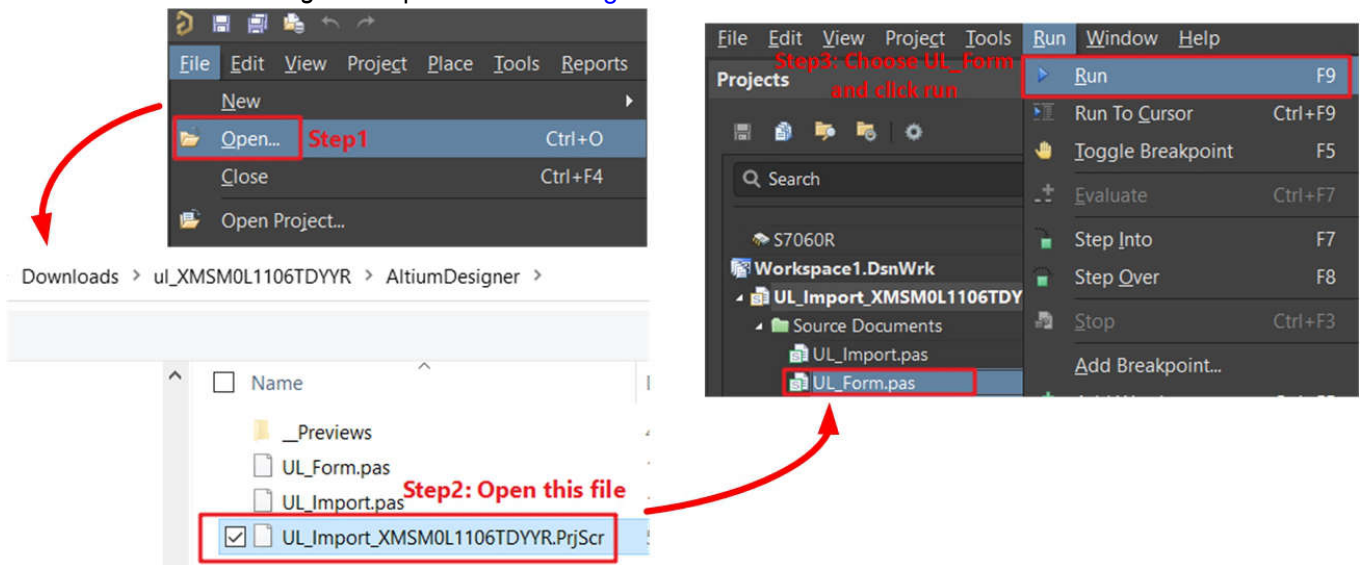 File Edit View Project Place Tools Reports
New
Open... Step1 Ctrl+O
Close Ctrl+F4
Open Project...
Downloads > ul_XMSM0L1106TDYYR > AltiumDesigner >
Name
__Previews
UL_Form.pas
UL_Import.pas
Step2: Open this file
UL_Import_XMSM0L1106TDYYR.PrjScr
File Edit View Project Tools Run Window Help
Step3: Choose UL_Form
and click run
Projects
Search
S7060R
Workspace1.DsnWrk
UL_Import_XMSM0L1106TDY
Source Documents
UL_Import.pas
UL_Form.pas
Run F9
Run To Cursor Ctrl+F9
Toggle Breakpoint F5
Evaluate Ctrl+F7
Step Into F7
Step Over F8
Stop Ctrl+F3
Add Breakpoint...